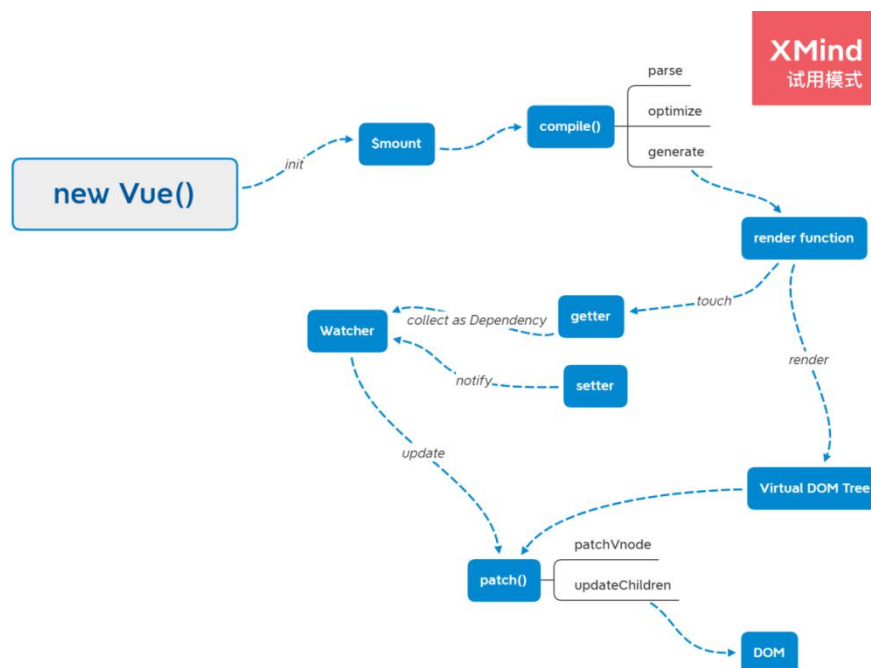 XMind
试用模式
parse
compile()
optimize
$mount
generate
init
new Vue()
render function
touch
getter
collect as Dependency
Watcher
render
notify
setter
update
Virtual DOM Tree
patchVnode
patch()
updateChildren
DOM